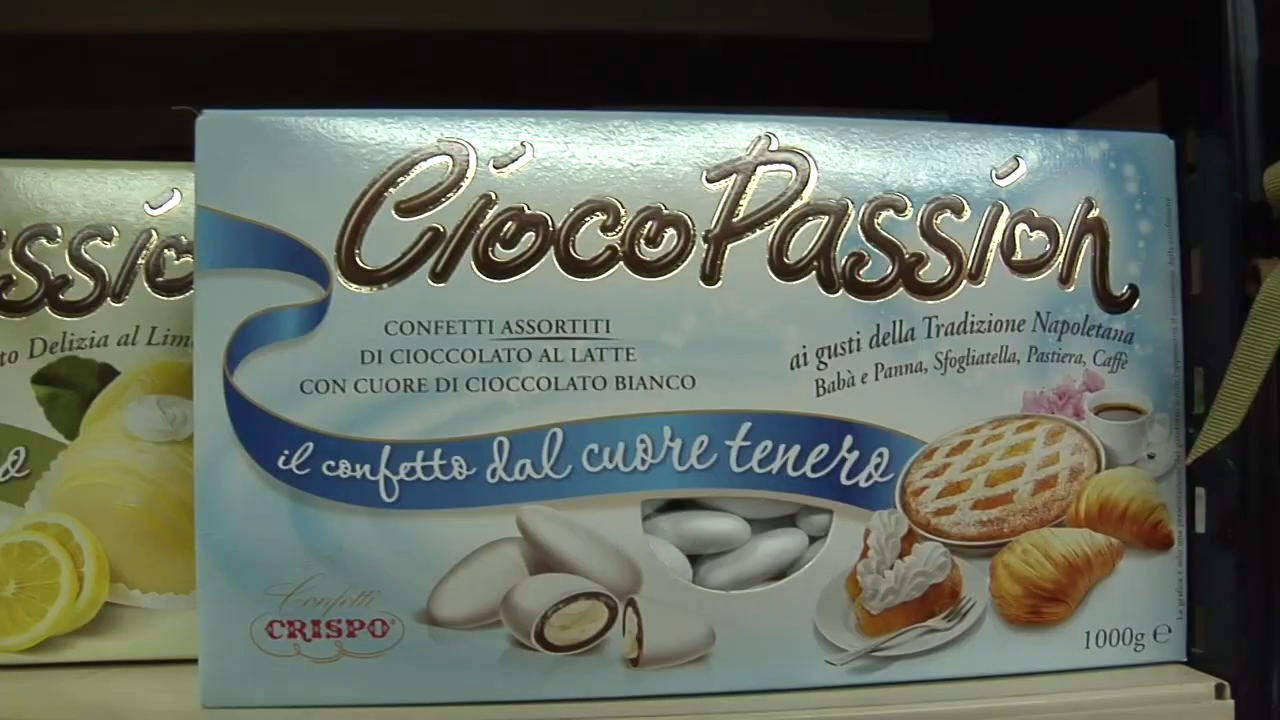 CiocoPassion
CONFETTI ASSORTITI
DI CIOCCOLATO AL LATTE
CON CUORE DI CIOCCOLATO BIANCO
ai gusti della Tradizione Napoletana
Babà e Panna, Sfogliatella, Pastiera, Caffè
il confetto dal cuore tenero
Confetti
CRISPO
1000g e
ssio
to Delizia al Lim